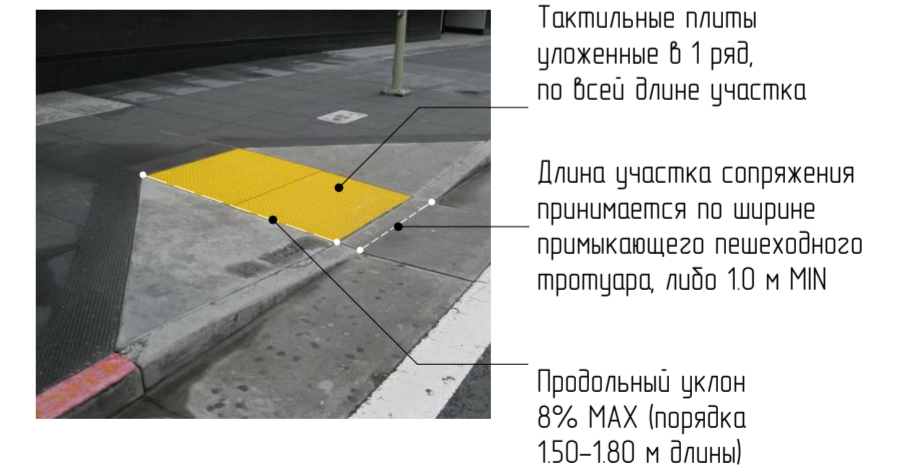 Тактильные плиты
уложенные в 1 ряд,
по всей длине участка
Длина участка сопряжения
принимается по ширине
примыкающего пешеходного
тротуара, либо 1.0 м MIN
Продольный уклон
8% MAX (порядка
1.50-1.80 м длины)